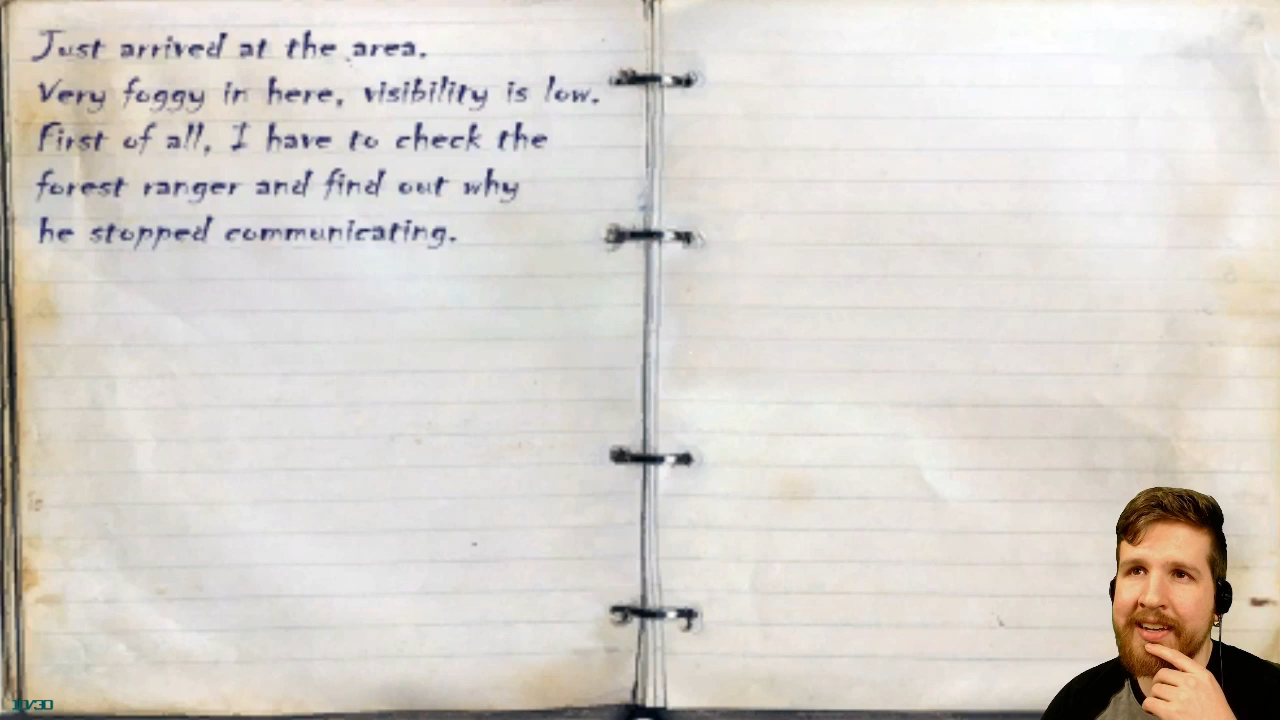 Just arrived at the area.
Very foggy in here, visibility is low.
First of all, I have to check the
forest ranger and find out why
he stopped communicating.